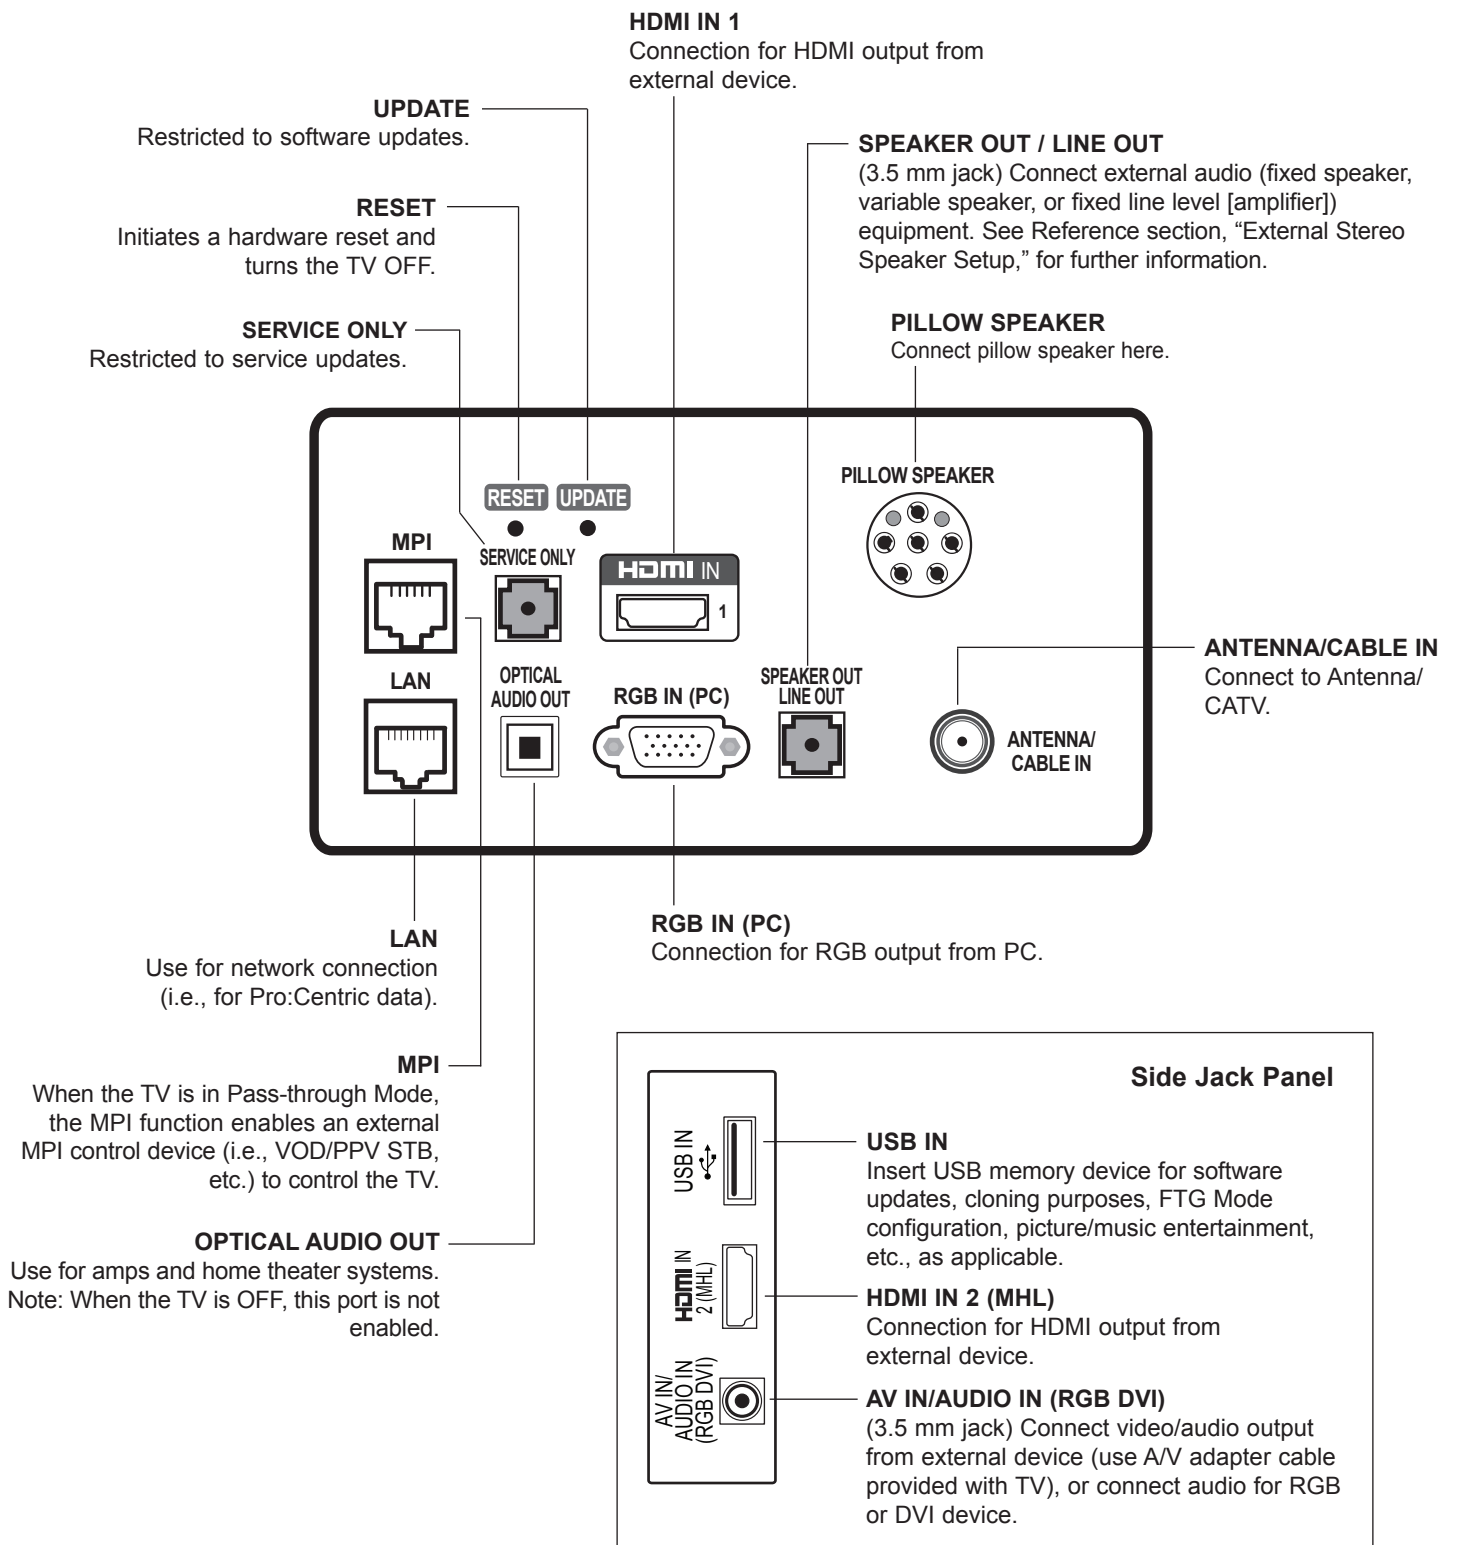 HDMI IN 1
Connection for HDMI output from
external device.
UPDATE
Restricted to software updates.
RESET
Initiates a hardware reset and
turns the TV OFF.
SERVICE ONLY
Restricted to service updates.
SPEAKER OUT / LINE OUT
(3.5 mm jack) Connect external audio (fixed speaker,
variable speaker, or fixed line level [amplifier])
equipment. See Reference section, “External Stereo
Speaker Setup,” for further information.
PILLOW SPEAKER
Connect pillow speaker here.
PILLOW SPEAKER
RESET
UPDATE
MPI
SERVICE ONLY
HDMI IN
1
LAN
OPTICAL
AUDIO OUT
RGB IN (PC)
SPEAKER OUT
LINE OUT
ANTENNA/
CABLE IN
ANTENNA/CABLE IN
Connect to Antenna/
CATV.
RGB IN (PC)
Connection for RGB output from PC.
LAN
Use for network connection
(i.e., for Pro:Centric data).
MPI
When the TV is in Pass-through Mode,
the MPI function enables an external
MPI control device (i.e., VOD/PPV STB,
etc.) to control the TV.
OPTICAL AUDIO OUT
Use for amps and home theater systems.
Note: When the TV is OFF, this port is not
enabled.
Side Jack Panel
USB IN
HDMI IN
2 (MHL)
AV IN/
AUDIO IN
(RGB DVI)
USB IN
Insert USB memory device for software
updates, cloning purposes, FTG Mode
configuration, picture/music entertainment,
etc., as applicable.
HDMI IN 2 (MHL)
Connection for HDMI output from
external device.
AV IN/AUDIO IN (RGB DVI)
(3.5 mm jack) Connect video/audio output
from external device (use A/V adapter cable
provided with TV), or connect audio for RGB
or DVI device.